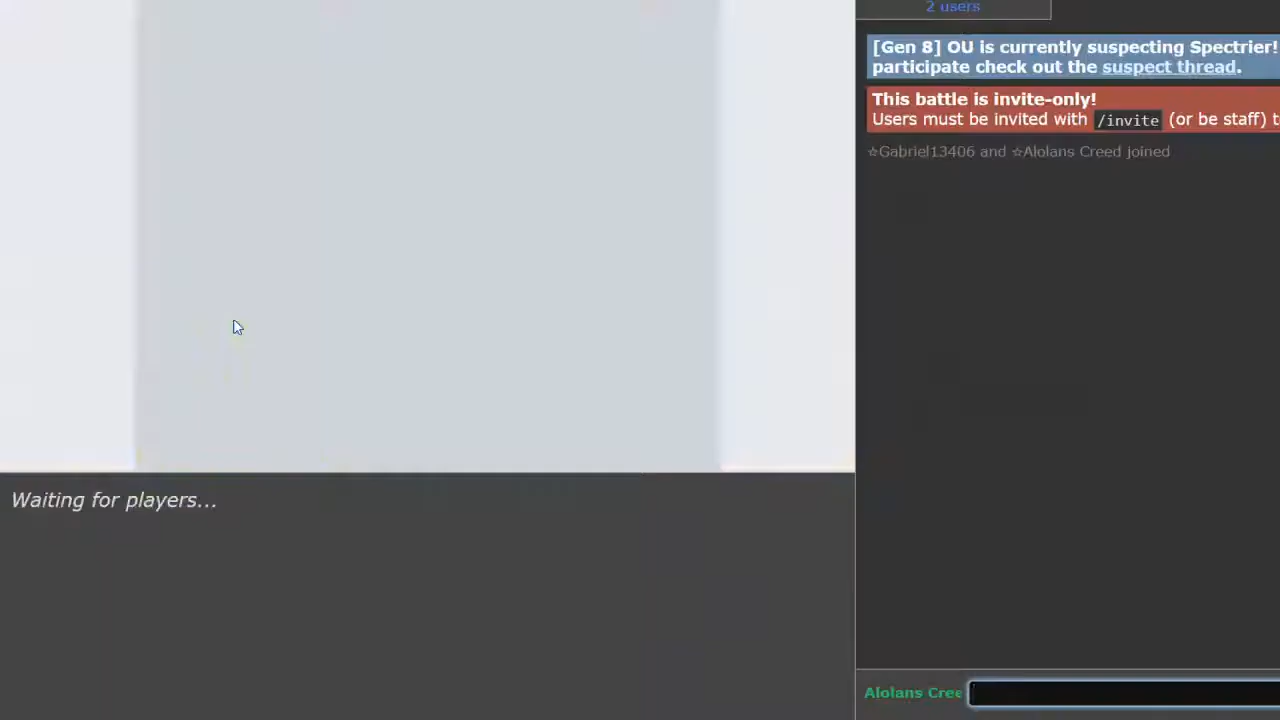 2 users
[Gen 8] OU is currently suspecting Spectrier!
participate check out the suspect thread.
This battle is invite-only!
Users must be invited with /invite (or be staff) t
☆Gabriel13406 and ☆Alolans Creed joined
Waiting for players...
Alolans Cree